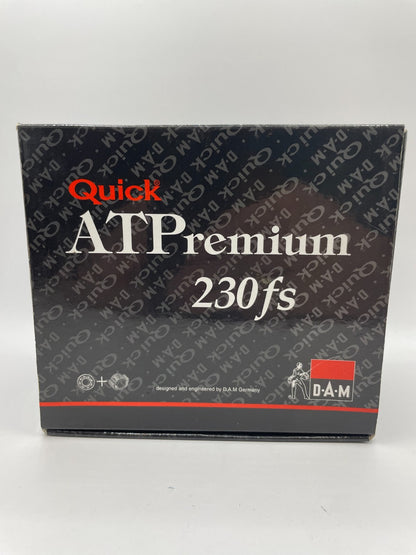 Quick®
ATPremium
230fs
designed and engineered by D.A.M Germany
D·A·M